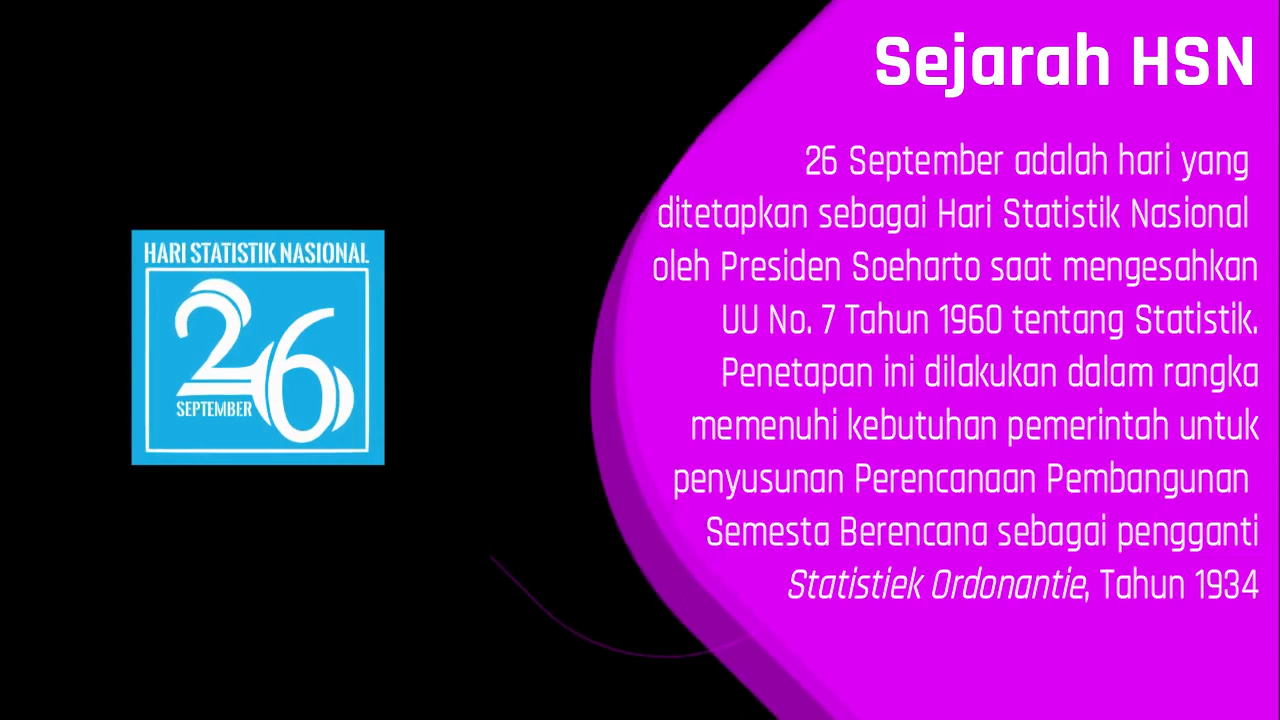 HARI STATISTIK NASIONAL
26
SEPTEMBER
Sejarah HSN
26 September adalah hari yang
ditetapkan sebagai Hari Statistik Nasional
oleh Presiden Soeharto saat mengesahkan
UU No. 7 Tahun 1960 tentang Statistik.
Penetapan ini dilakukan dalam rangka
memenuhi kebutuhan pemerintah untuk
penyusunan Perencanaan Pembangunan
Semesta Berencana sebagai pengganti
Statistiek Ordonantie, Tahun 1934